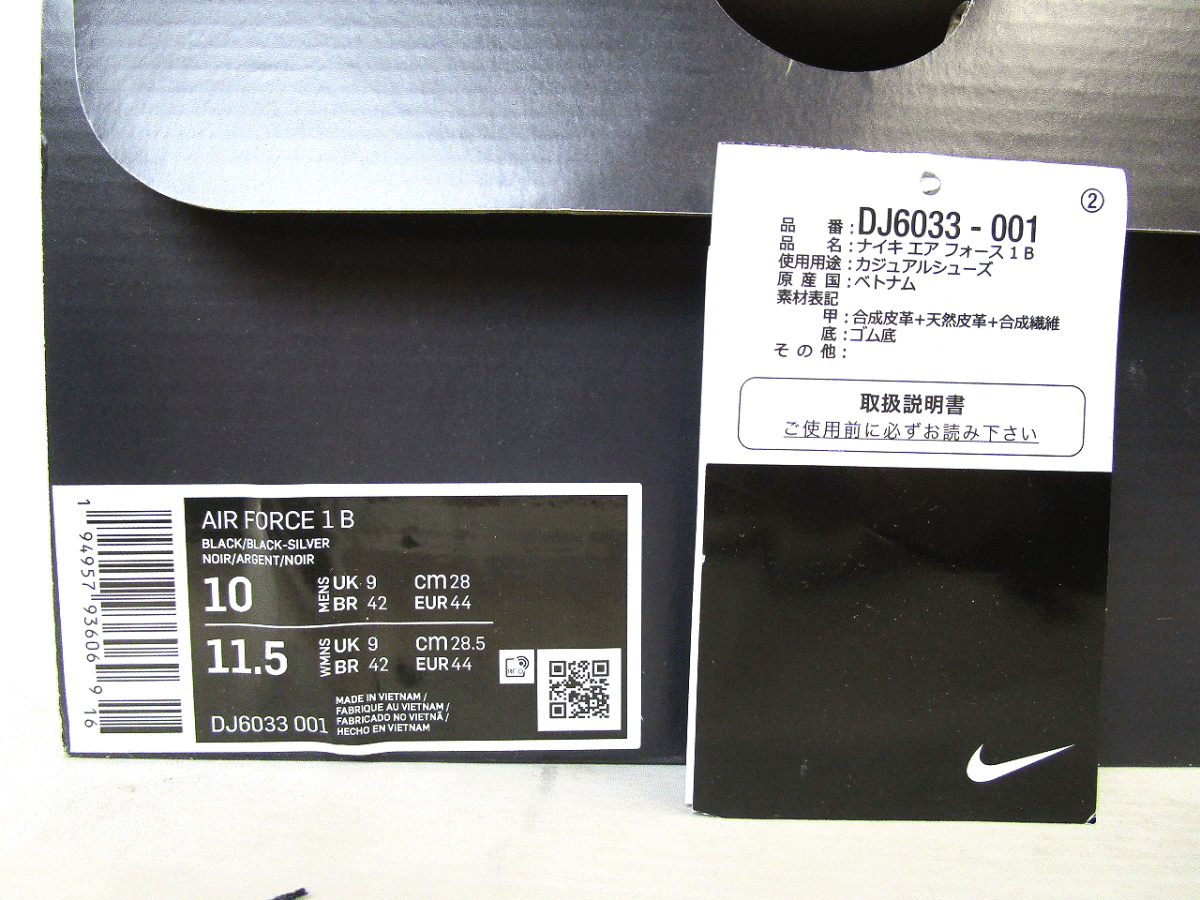 ②
品 番:DJ6033 - 001
品 名:ナイキ エア フォース 1 B
使用用途:カジュアルシューズ
原 産 国:ベトナム
素材表記
甲:合成皮革+天然皮革+合成繊維
底:ゴム底
そ の 他:
取扱説明書
ご使用前に必ずお読み下さい
1 94957 93606 9 16
AIR FORCE 1 B
BLACK/BLACK-SILVER
NOIR/ARGENT/NOIR
10 MENS UK 9 cm 28
BR 42 EUR 44
11.5 WMNS UK 9 cm 28.5
BR 42 EUR 44
RFID
MADE IN VIETNAM /
FABRIQUE AU VIETNAM /
FABRICADO NO VIETNÃ /
HECHO EN VIETNAM
DJ6033 001